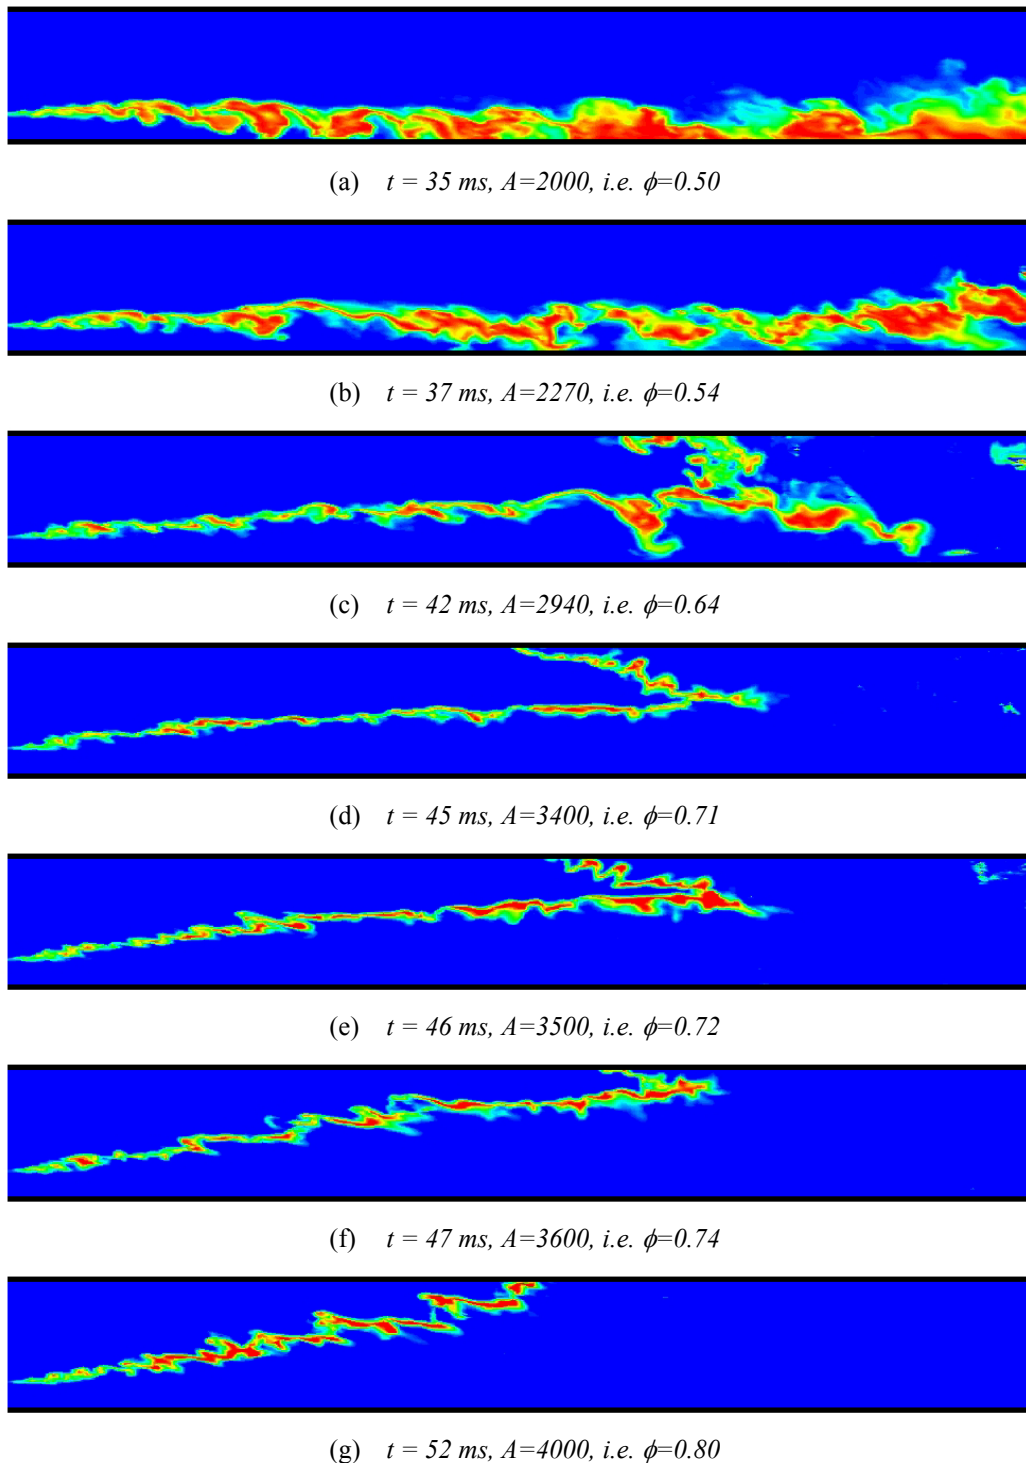 (a) t = 35 ms, A=2000, i.e. ϕ=0.50
(b) t = 37 ms, A=2270, i.e. ϕ=0.54
(c) t = 42 ms, A=2940, i.e. ϕ=0.64
(d) t = 45 ms, A=3400, i.e. ϕ=0.71
(e) t = 46 ms, A=3500, i.e. ϕ=0.72
(f) t = 47 ms, A=3600, i.e. ϕ=0.74
(g) t = 52 ms, A=4000, i.e. ϕ=0.80